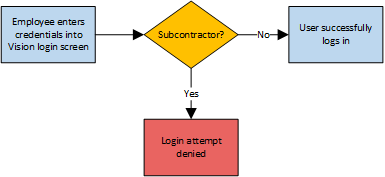 Employee enters
credentials into
Vision login screen
Subcontractor?
No
User successfully
logs in
Yes
Login attempt
denied